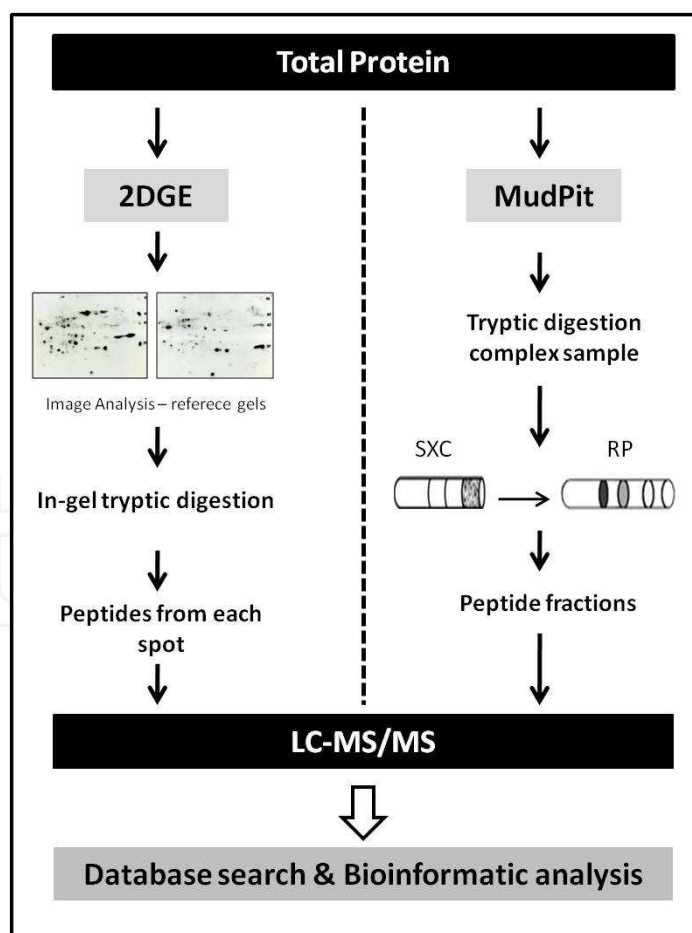 Total Protein
2DGE
Image Analysis – referece gels
In-gel tryptic digestion
Peptides from each
spot
MudPit
Tryptic digestion
complex sample
SXC
RP
Peptide fractions
LC-MS/MS
Database search & Bioinformatic analysis